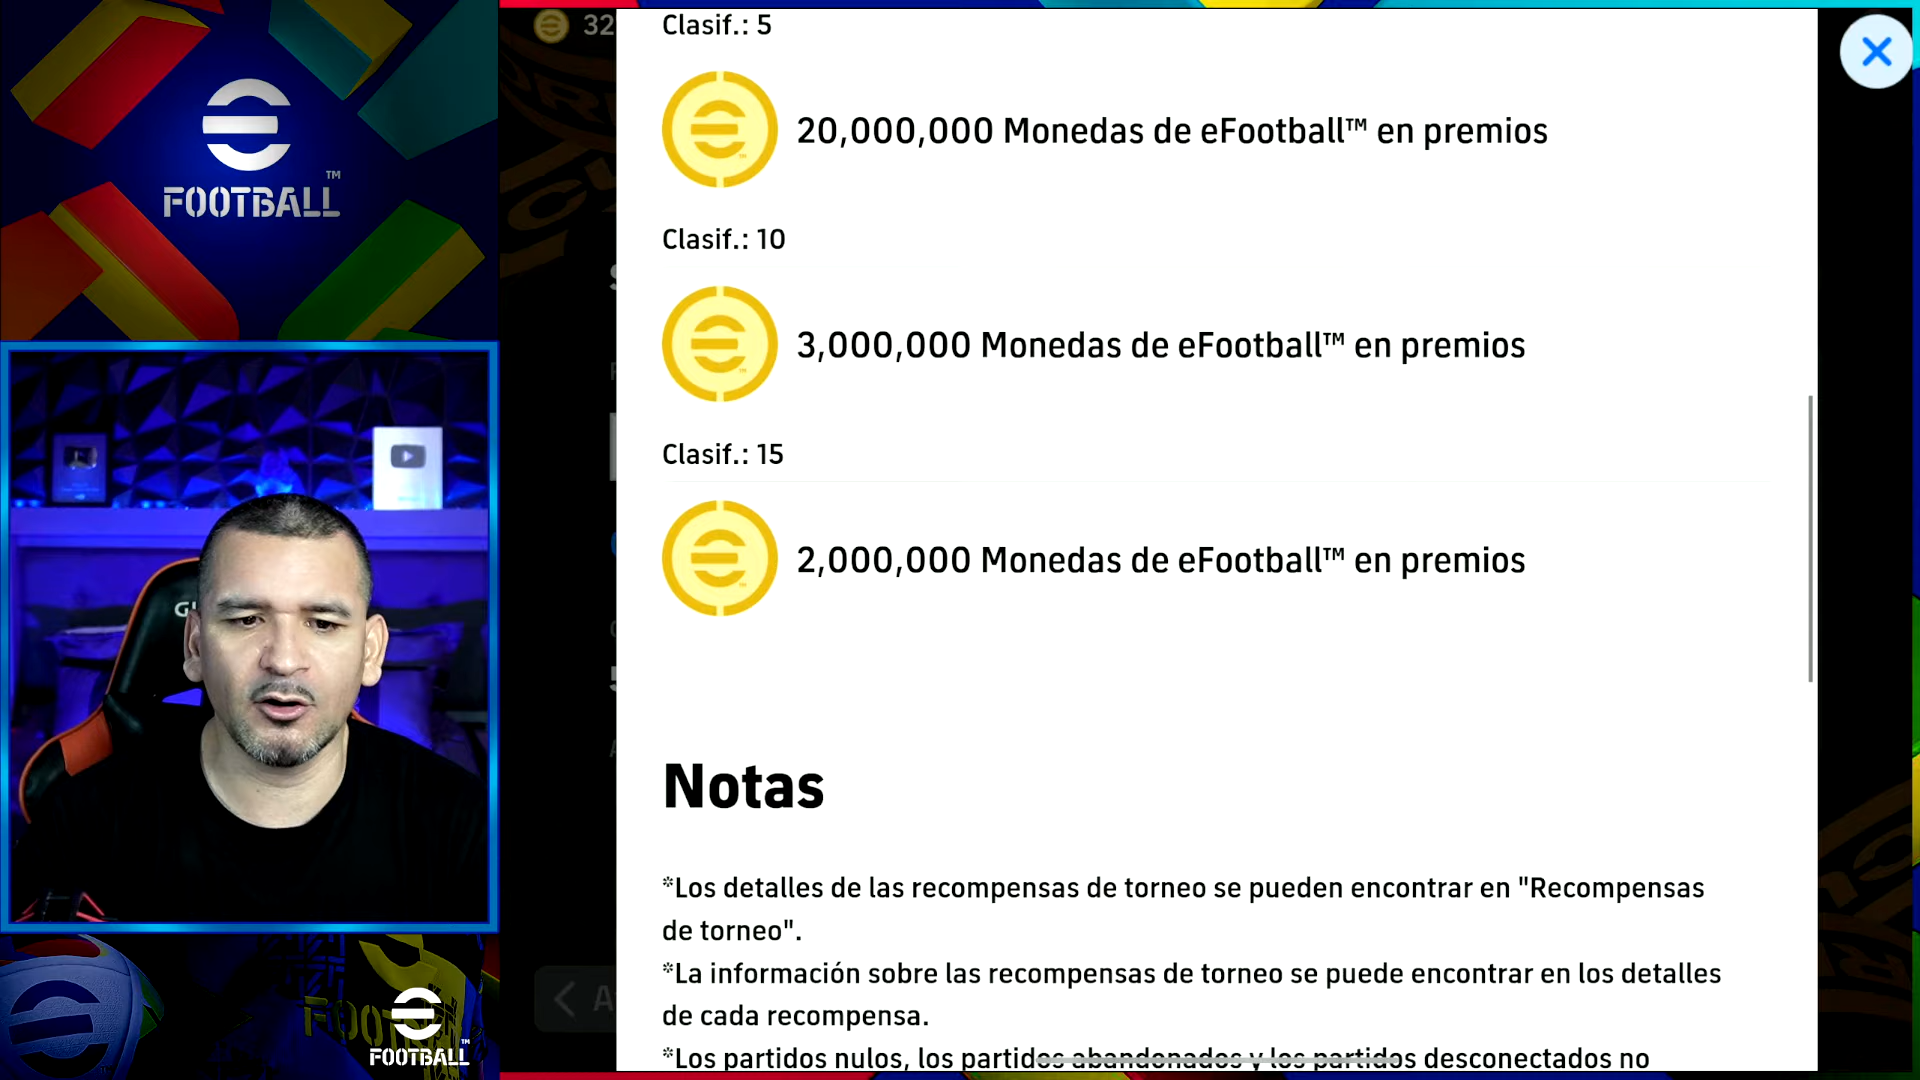 FOOTBALL™
32
Clasif.: 5
20,000,000 Monedas de eFootball™ en premios
Clasif.: 10
3,000,000 Monedas de eFootball™ en premios
Clasif.: 15
2,000,000 Monedas de eFootball™ en premios
Notas
*Los detalles de las recompensas de torneo se pueden encontrar en "Recompensas
de torneo".
*La información sobre las recompensas de torneo se puede encontrar en los detalles
de cada recompensa.
*Los partidos nulos, los partidos abandonados y los partidos desconectados no
FOOTBALL™